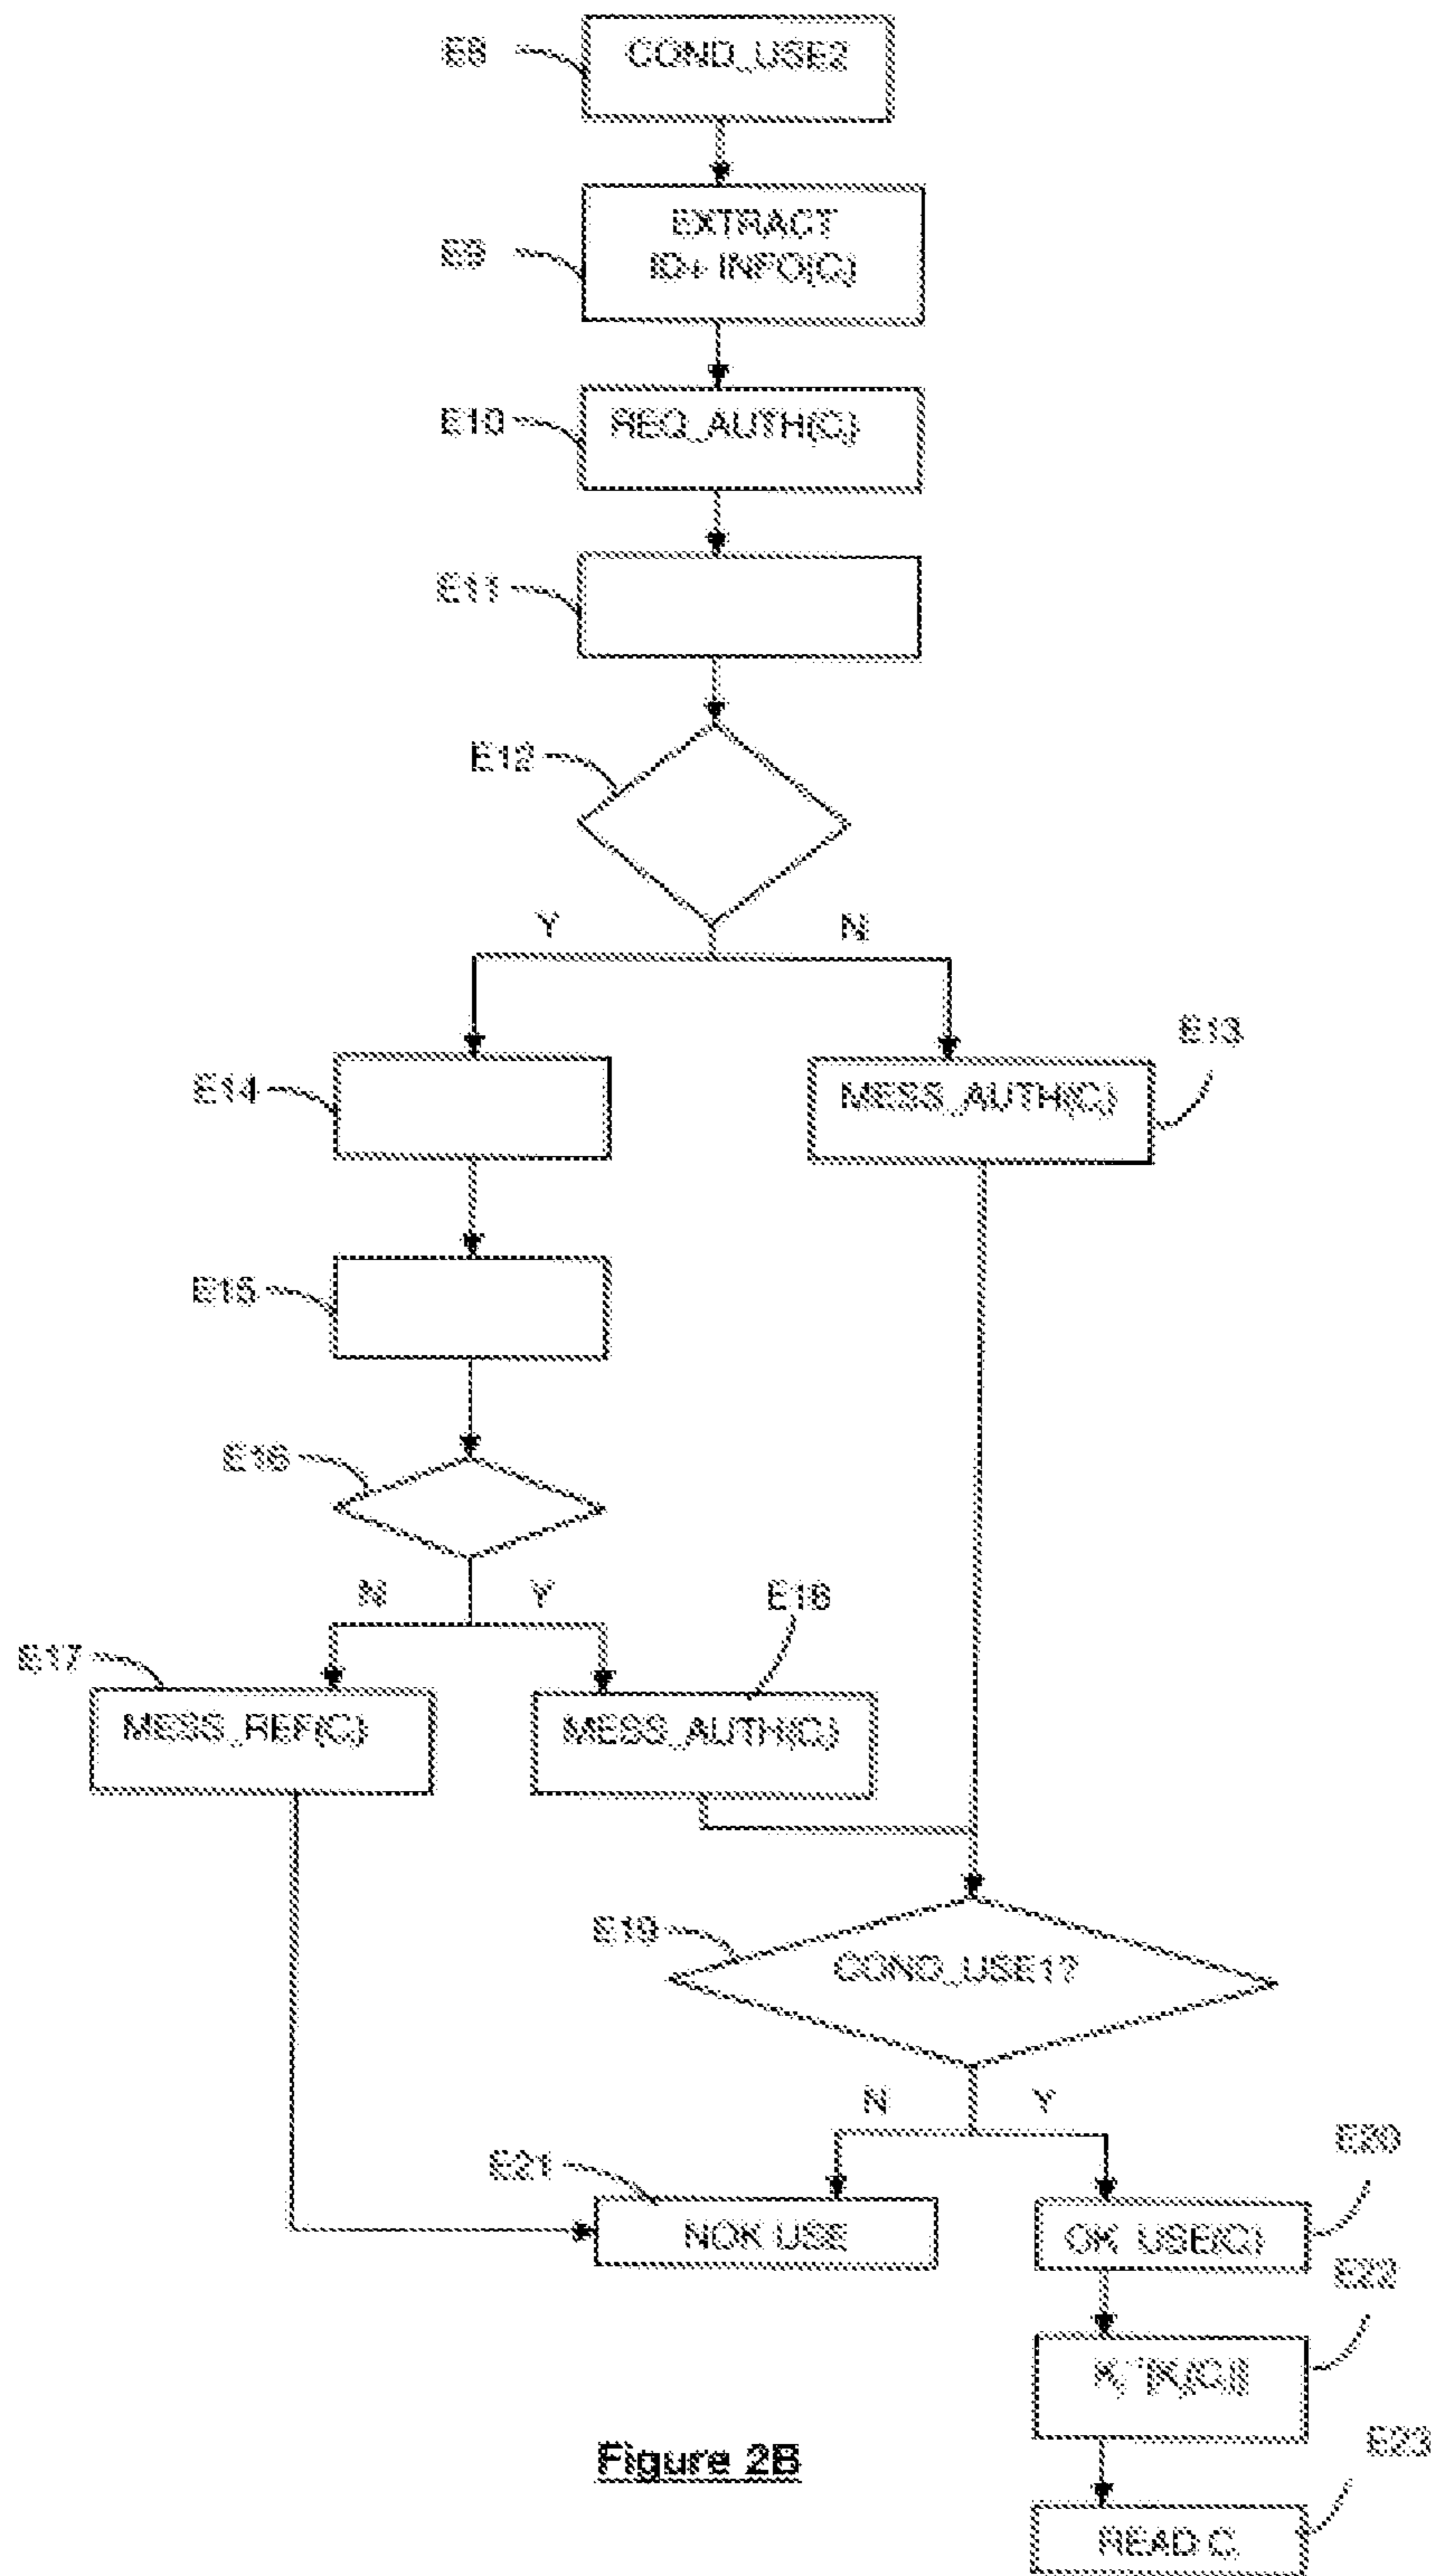 E8
COND_USE2
E9
EXTRACT
ID+ INFO(C)
E10
REQ_AUTH(C)
E11
E12
Y
N
E13
MESS_AUTH(C)
E14
E15
E16
N
Y
E18
E17
MESS_REF(C)
MESS_AUTH(C)
E19
COND_USE1?
N
Y
E20
E21
NOK USE
OK_USE(C)
E22
E23
READ C
Figure 2B